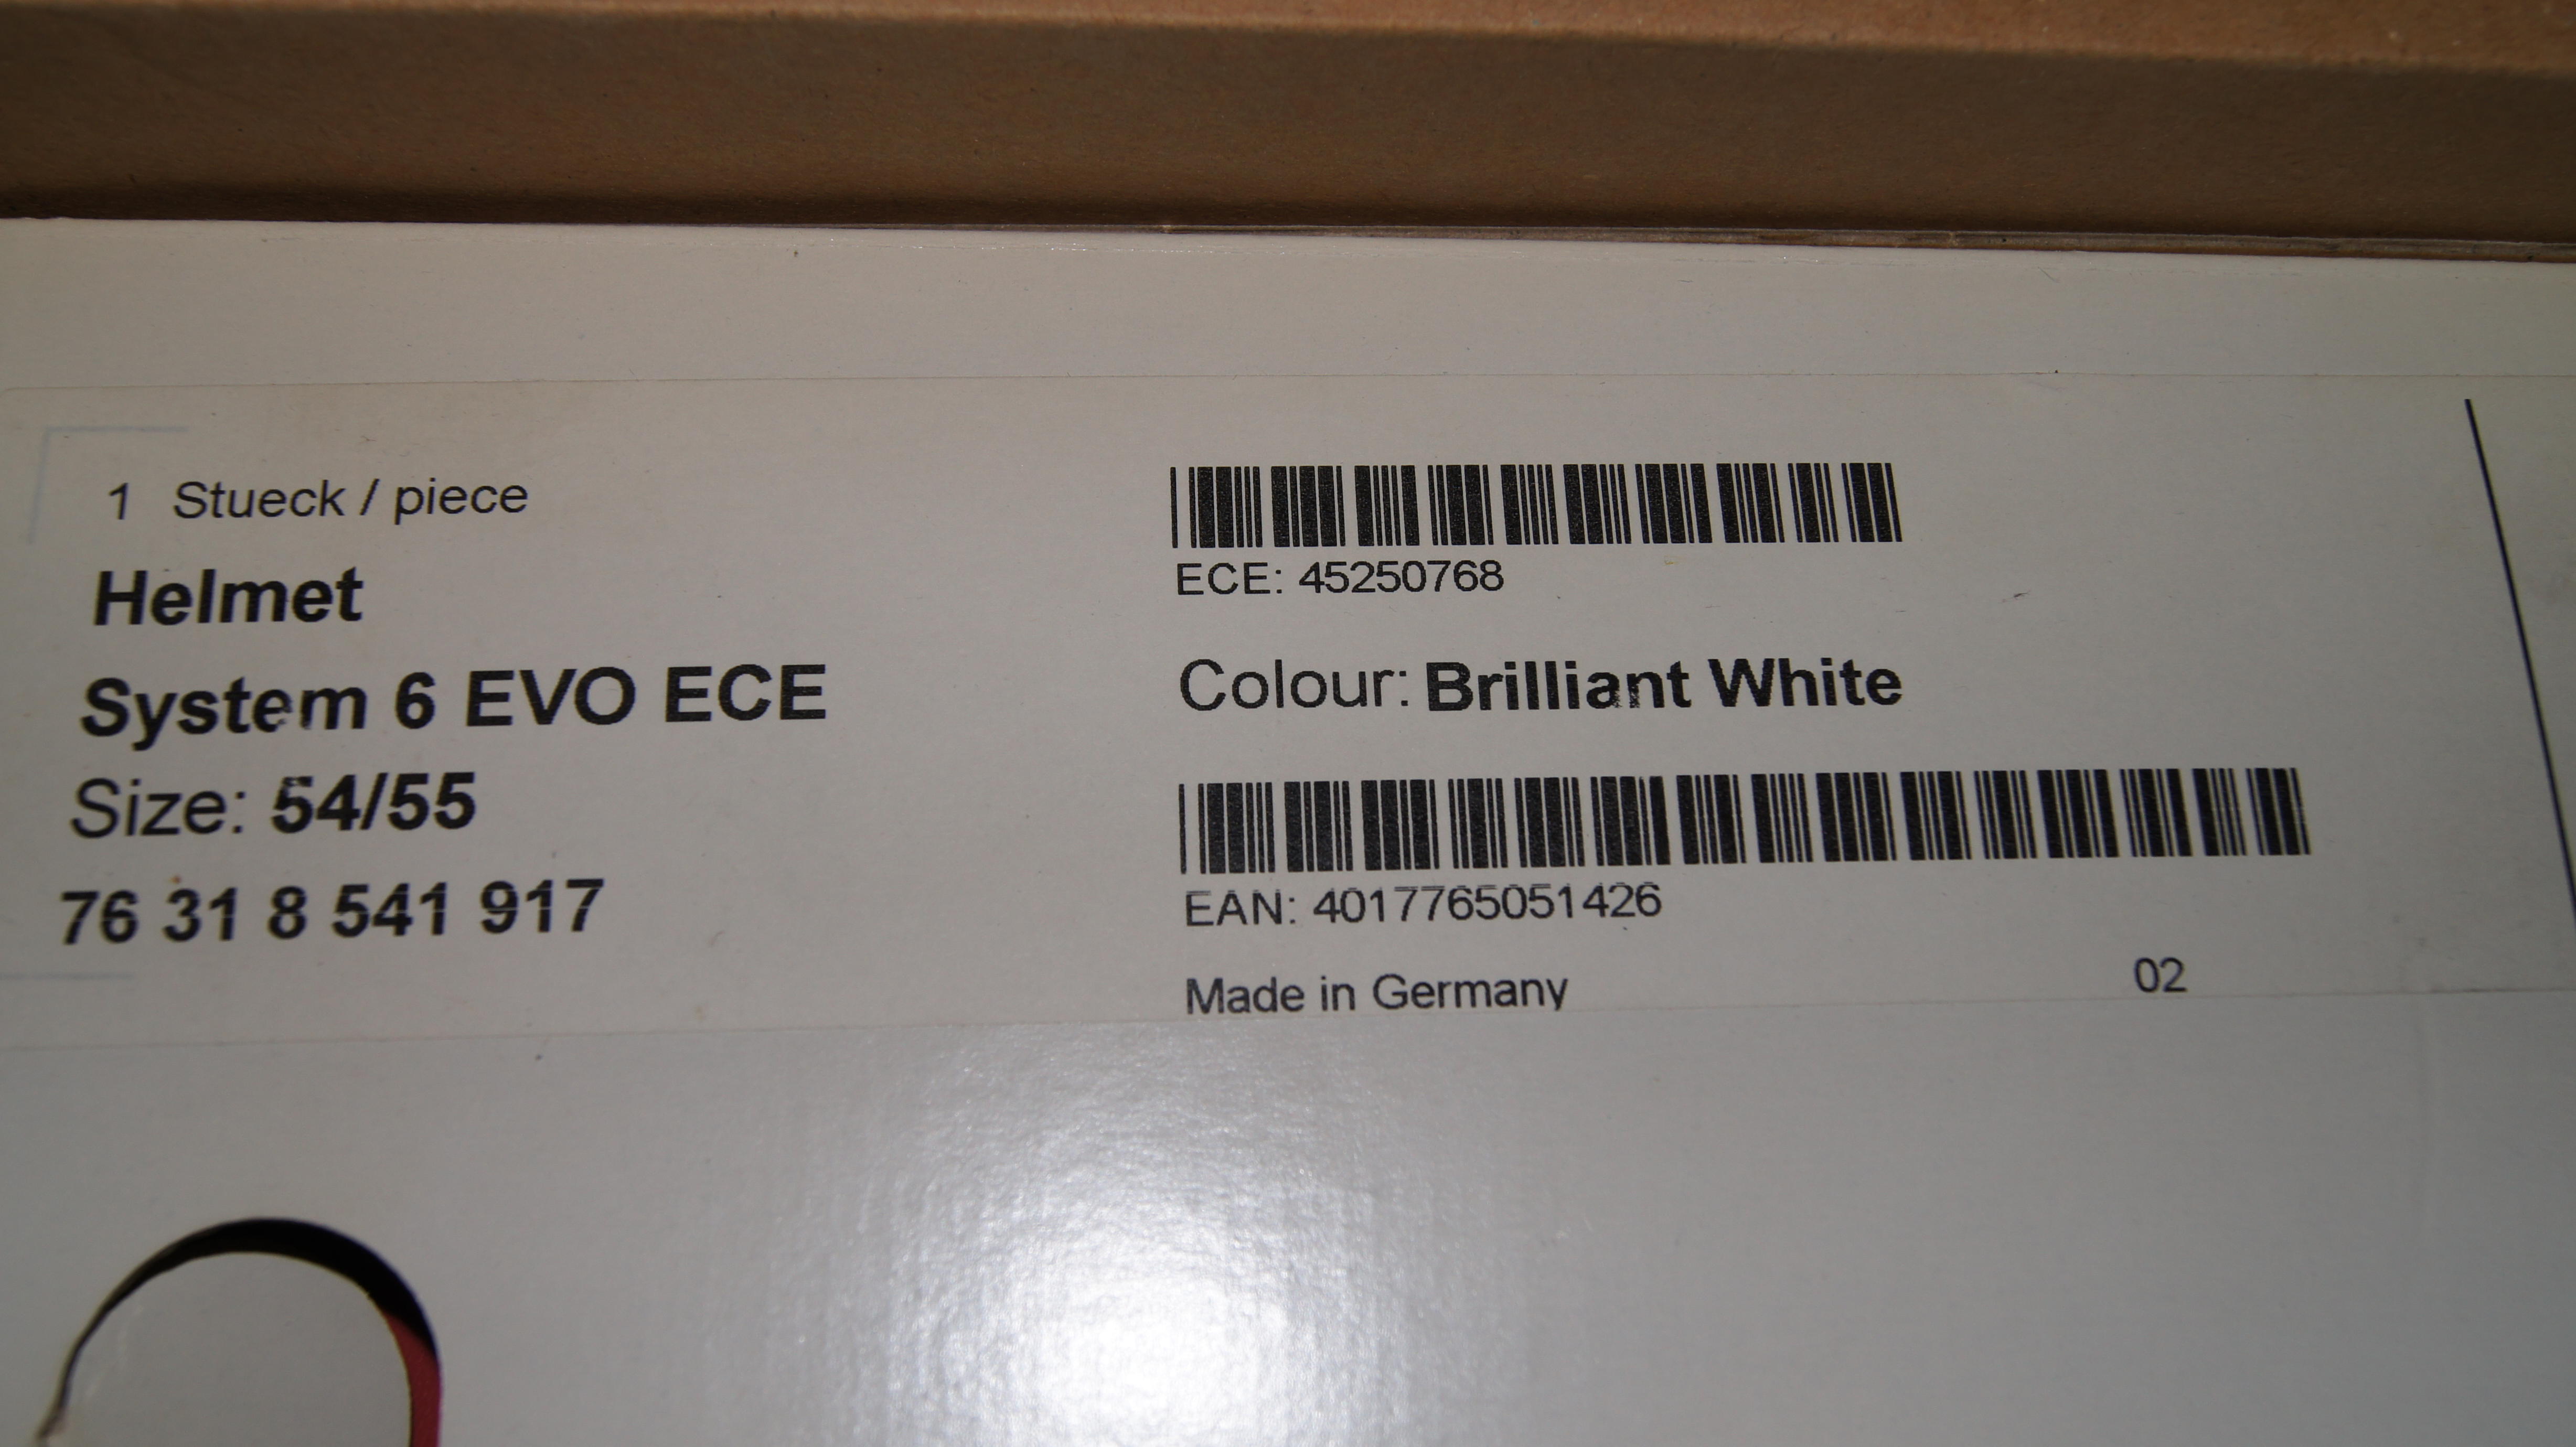 1 Stueck / piece
Helmet
System 6 EVO ECE
Size: 54/55
76 31 8 541 917
ECE: 45250768
Colour: Brilliant White
EAN: 4017765051426
Made in Germany
02